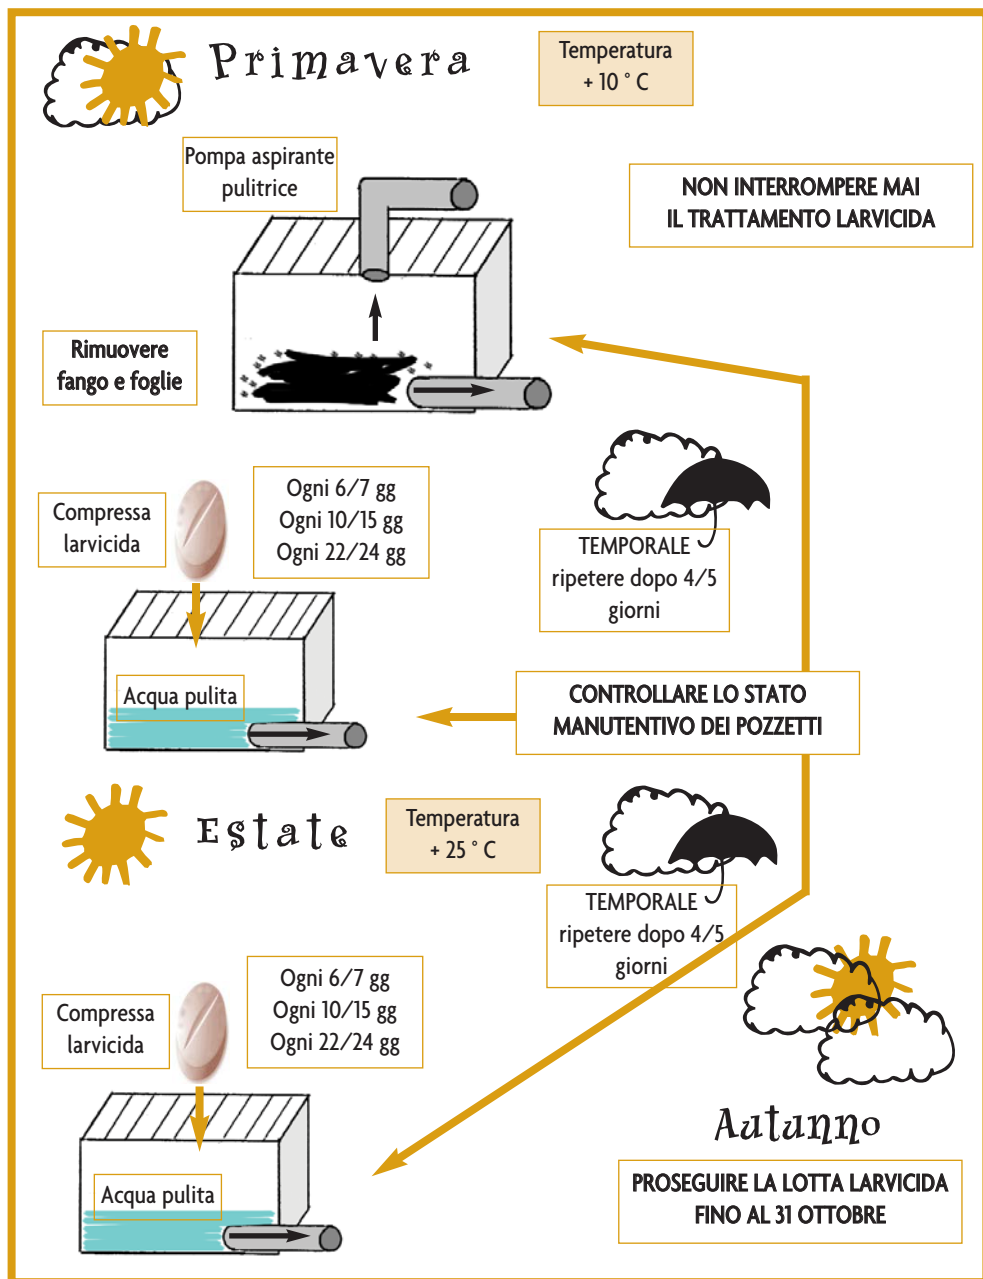 Primavera
Temperatura
+ 10 ° C
Pompa aspirante
pulitrice
NON INTERROMPERE MAI
IL TRATTAMENTO LARVICIDA
Rimuovere
fango e foglie
Compressa
larvicida
Ogni 6/7 gg
Ogni 10/15 gg
Ogni 22/24 gg
TEMPORALE
ripetere dopo 4/5
giorni
Acqua pulita
CONTROLLARE LO STATO
MANUTENTIVO DEI POZZETTI
Estate
Temperatura
+ 25 ° C
TEMPORALE
ripetere dopo 4/5
giorni
Compressa
larvicida
Ogni 6/7 gg
Ogni 10/15 gg
Ogni 22/24 gg
Acqua pulita
Autunno
PROSEGUIRE LA LOTTA LARVICIDA
FINO AL 31 OTTOBRE